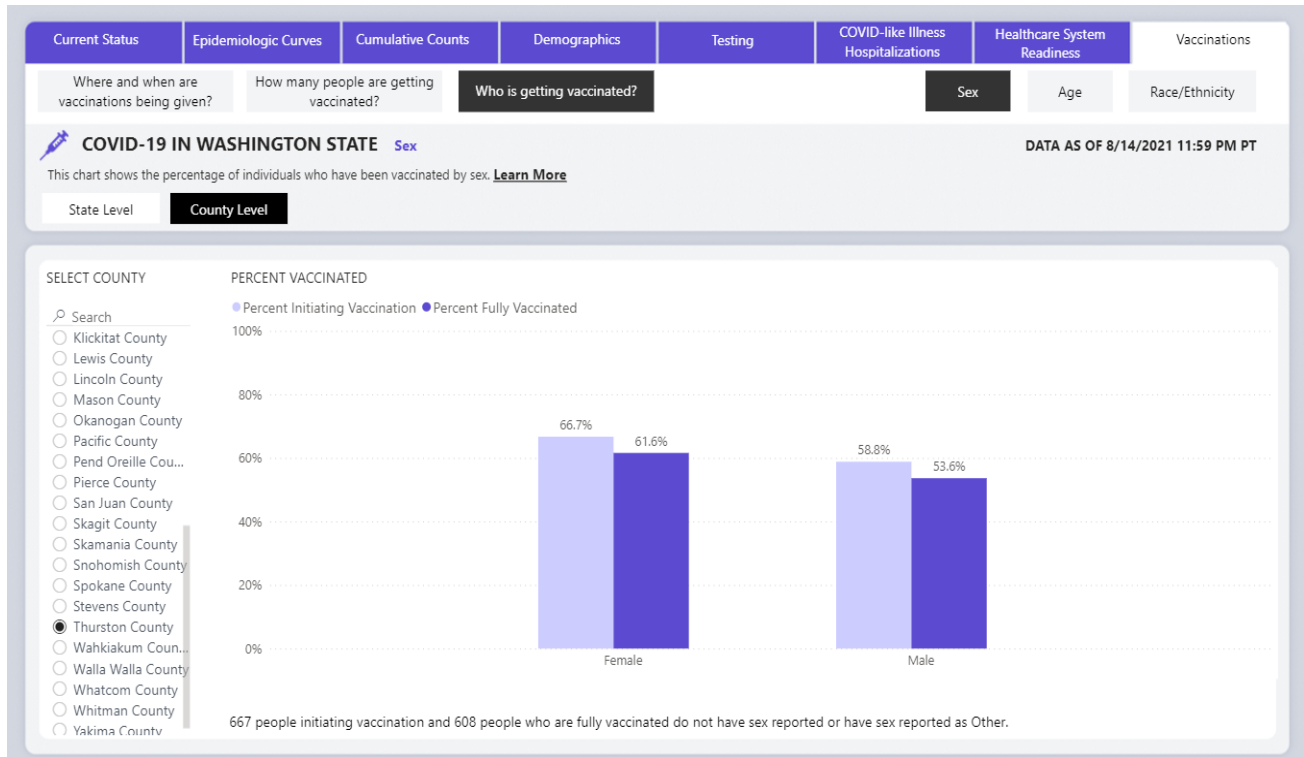 Current Status
Epidemiologic Curves
Cumulative Counts
Demographics
Testing
COVID-like Illness
Hospitalizations
Healthcare System
Readiness
Vaccinations
Where and when are
vaccinations being given?
How many people are getting
vaccinated?
Who is getting vaccinated?
Sex
Age
Race/Ethnicity
COVID-19 IN WASHINGTON STATE Sex
DATA AS OF 8/14/2021 11:59 PM PT
This chart shows the percentage of individuals who have been vaccinated by sex. Learn More
State Level
County Level
SELECT COUNTY
Search
Klickitat County
Lewis County
Lincoln County
Mason County
Okanogan County
Pacific County
Pend Oreille Cou...
Pierce County
San Juan County
Skagit County
Skamania County
Snohomish County
Spokane County
Stevens County
Thurston County
Wahkiakum Coun...
Walla Walla County
Whatcom County
Whitman County
Yakima County
PERCENT VACCINATED
Percent Initiating Vaccination Percent Fully Vaccinated
100%
80%
60%
40%
20%
0%
66.7%
61.6%
58.8%
53.6%
Female
Male
667 people initiating vaccination and 608 people who are fully vaccinated do not have sex reported or have sex reported as Other.